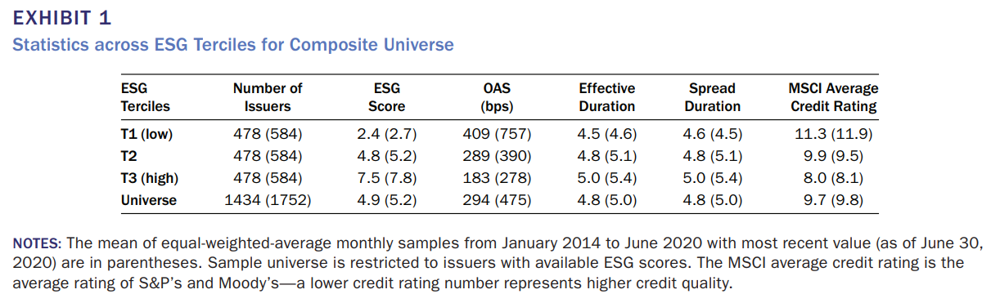 EXHIBIT 1
Statistics across ESG Terciles for Composite Universe
ESG Terciles Number of Issuers ESG Score OAS (bps) Effective Duration Spread Duration MSCI Average Credit Rating
T1 (low) 478 (584) 2.4 (2.7) 409 (757) 4.5 (4.6) 4.6 (4.5) 11.3 (11.9)
T2 478 (584) 4.8 (5.2) 289 (390) 4.8 (5.1) 4.8 (5.1) 9.9 (9.5)
T3 (high) 478 (584) 7.5 (7.8) 183 (278) 5.0 (5.4) 5.0 (5.4) 8.0 (8.1)
Universe 1434 (1752) 4.9 (5.2) 294 (475) 4.8 (5.0) 4.8 (5.0) 9.7 (9.8)
NOTES: The mean of equal-weighted-average monthly samples from January 2014 to June 2020 with most recent value (as of June 30,
2020) are in parentheses. Sample universe is restricted to issuers with available ESG scores. The MSCI average credit rating is the
average rating of S&P's and Moody's—a lower credit rating number represents higher credit quality.